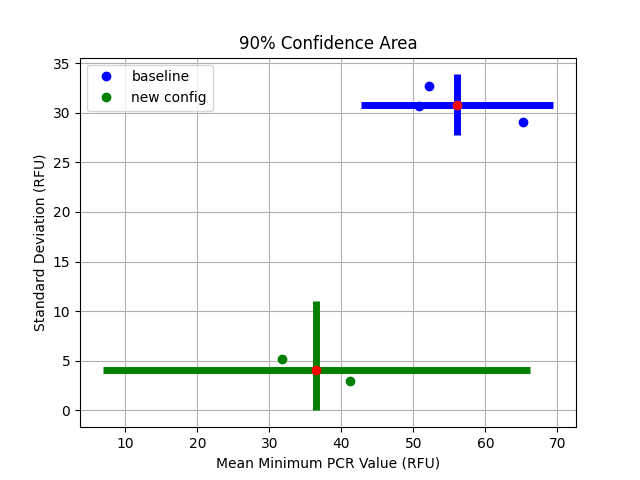 90% Confidence Area
baseline
new config
Standard Deviation (RFU)
35
30
25
20
15
10
5
0
10 20 30 40 50 60 70
Mean Minimum PCR Value (RFU)